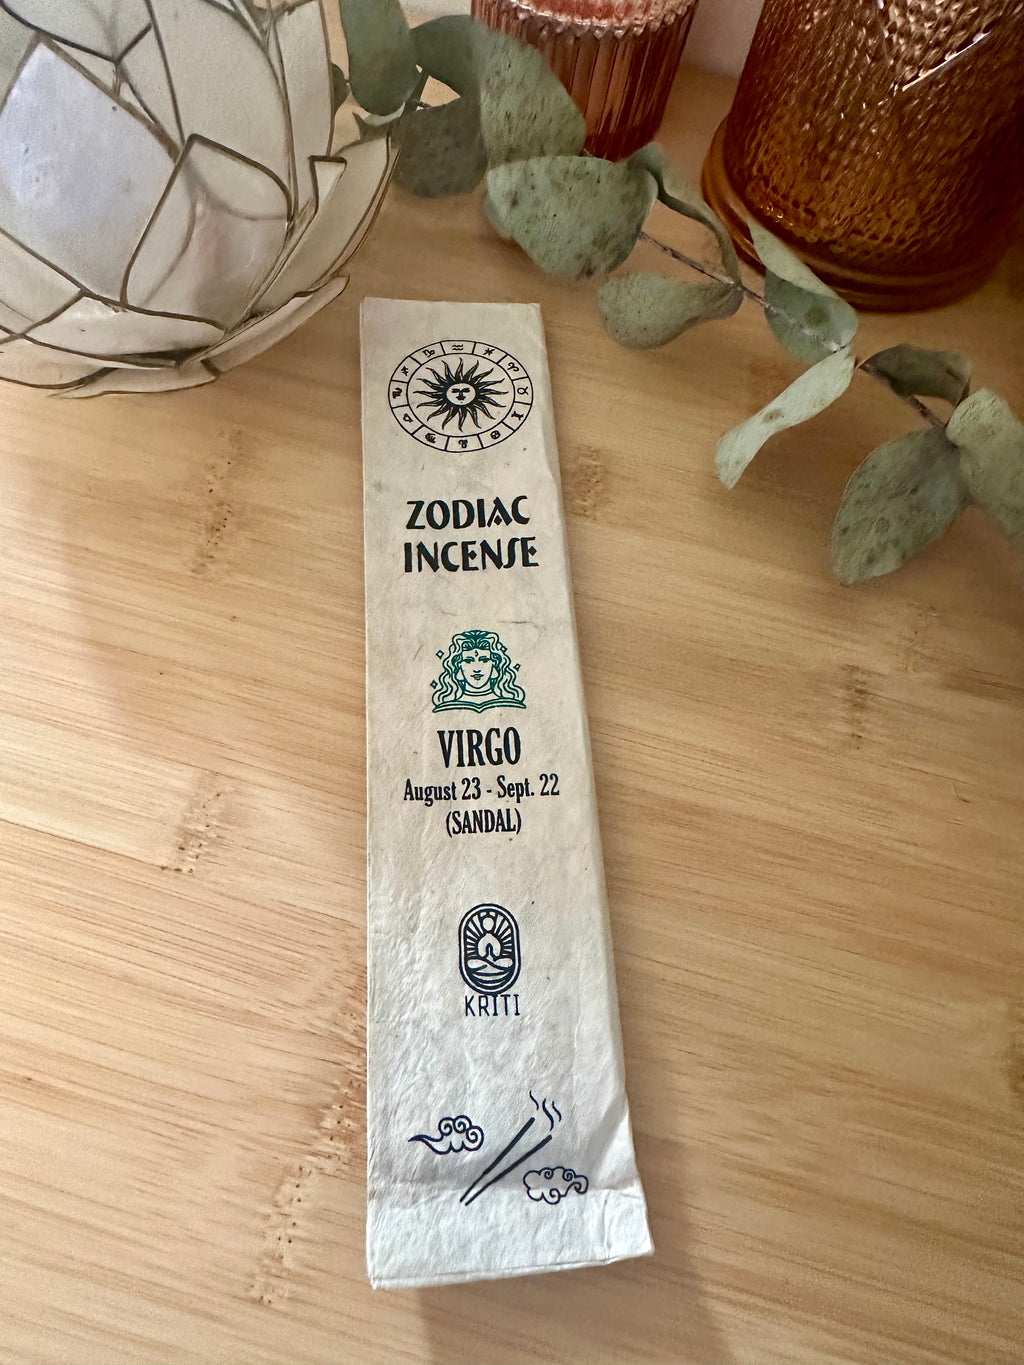 ZODIAC
INCENSE
VIRGO
August 23 - Sept. 22
(SANDAL)
KRITI